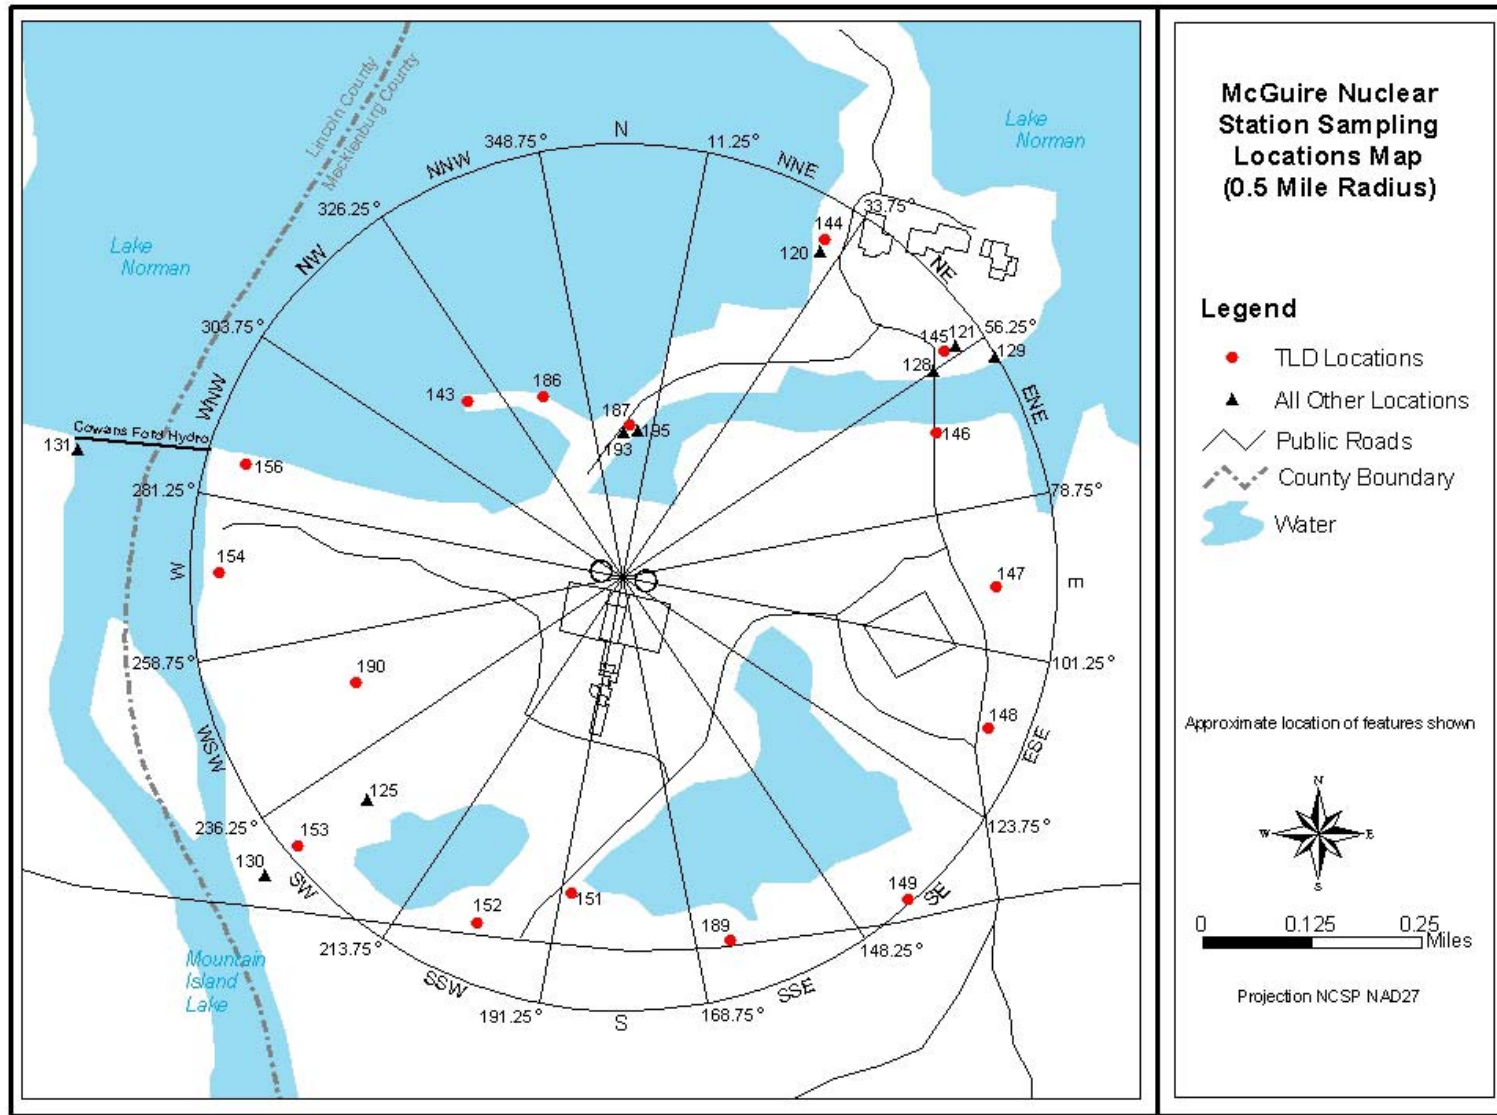 McGuire Nuclear
Station Sampling
Locations Map
(0.5 Mile Radius)
Legend
TLD Locations
All Other Locations
Public Roads
County Boundary
Water
Approximate location of features shown
N
W
E
S
0
0.125
0.25
Miles
Projection NCSP NAD27
Lincoln County
Mecklenburg County
Lake
Norman
Lake
Norman
N
348.75°
11.25°
NNW
NNE
326.25°
33.75°
144
120
NW
NE
303.75°
145
121
56.25°
129
128
WNW
ENE
143
186
187
195
193
146
Cowans Ford Hydro
131
156
281.25°
78.75°
W
154
147
E
258.75°
190
101.25°
WSW
148
ESE
125
236.25°
153
123.75°
130
SW
149
SE
152
151
189
213.75°
148.25°
Mountain
Island
Lake
SSW
SSE
191.25°
168.75°
S